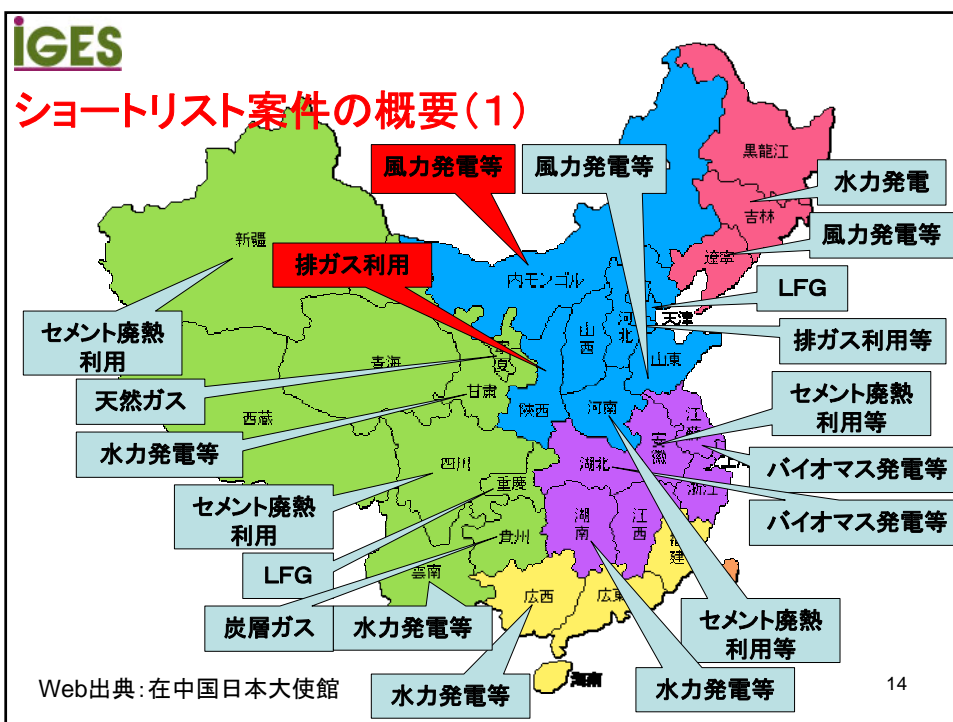 IGES
ショートリスト案件の概要(1)
風力発電等
風力発電等
黒龍江
水力発電
吉林
新疆
風力発電等
遼寧
排ガス利用
内モンゴル
LFG
天津
セメント廃熱
利用
山西
河北
排ガス利用等
寧夏
山東
青海
天然ガス
甘粛
セメント廃熱
利用等
西蔵
陝西
河南
江蘇
安徽
水力発電等
四川
湖北
バイオマス発電等
重慶
浙江
セメント廃熱
利用
湖南
江西
バイオマス発電等
貴州
福建
LFG
雲南
広西
広東
炭層ガス
水力発電等
セメント廃熱
利用等
海南
Web出典:在中国日本大使館
水力発電等
水力発電等
14